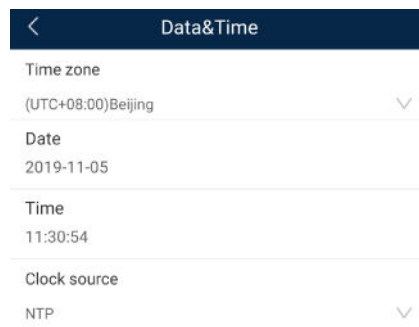 Data&Time
Time zone
(UTC+08:00)Beijing
Date
2019-11-05
Time
11:30:54
Clock source
NTP